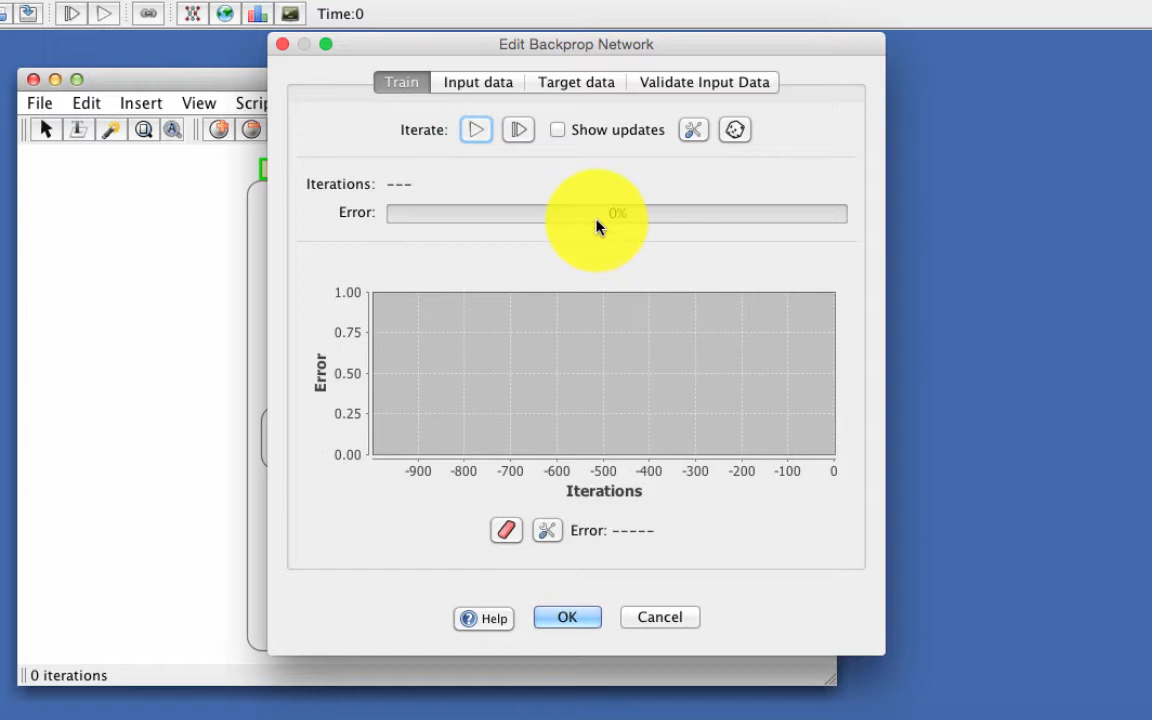 Time:0
Edit Backprop Network
File Edit Insert View Scrip
Train Input data Target data Validate Input Data
Iterate: Show updates
Iterations: ---
Error: 0%
1.00
0.75
0.50
0.25
0.00
Error
-900 -800 -700 -600 -500 -400 -300 -200 -100 0
Iterations
Error: -----
Help OK Cancel
0 iterations